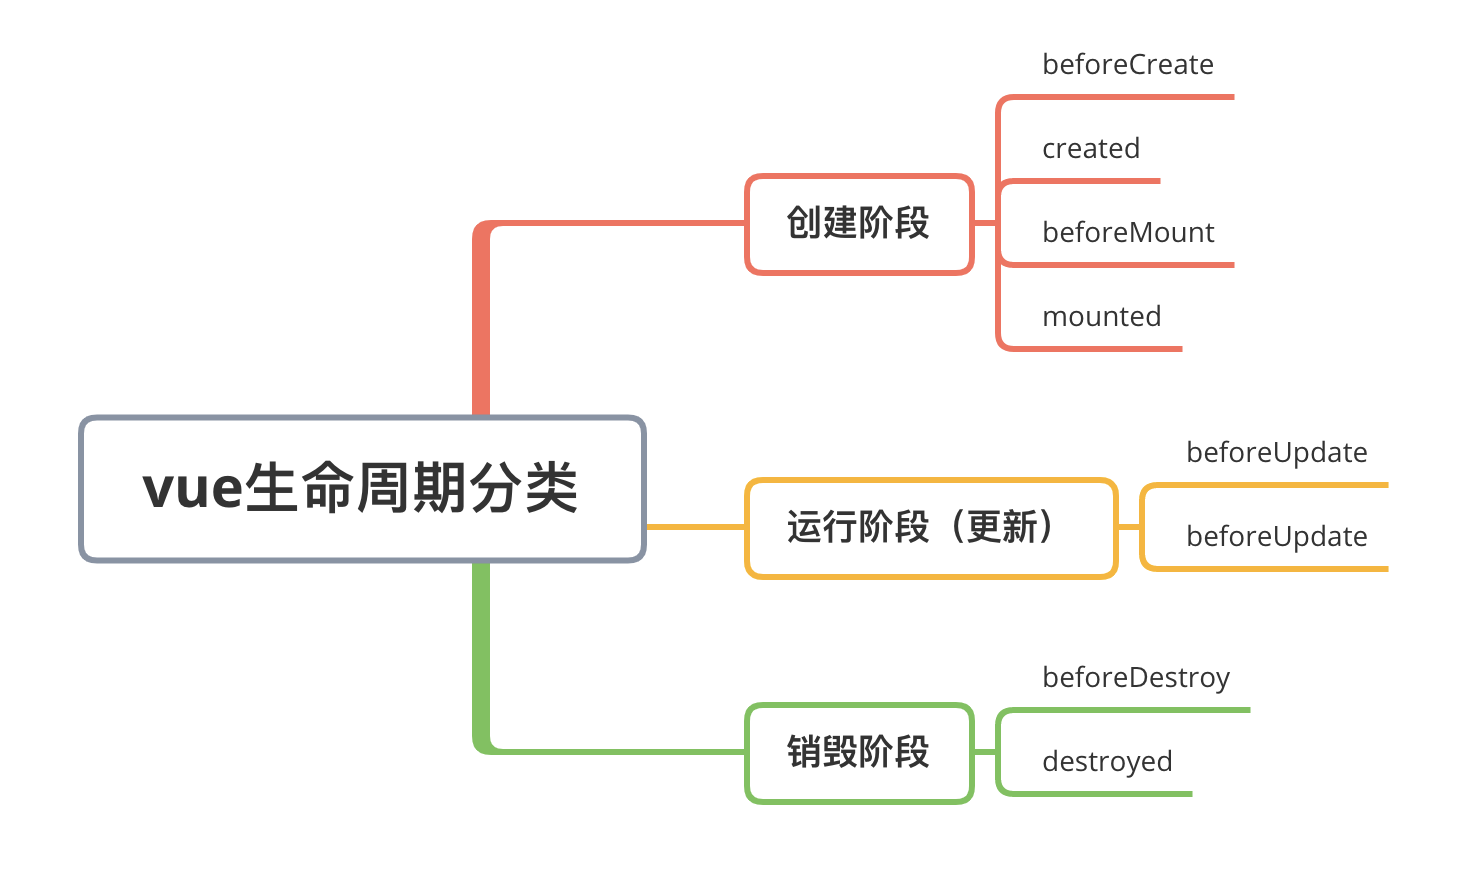 vue生命周期分类
创建阶段
beforeCreate
created
beforeMount
mounted
运行阶段（更新）
beforeUpdate
beforeUpdate
销毁阶段
beforeDestroy
destroyed